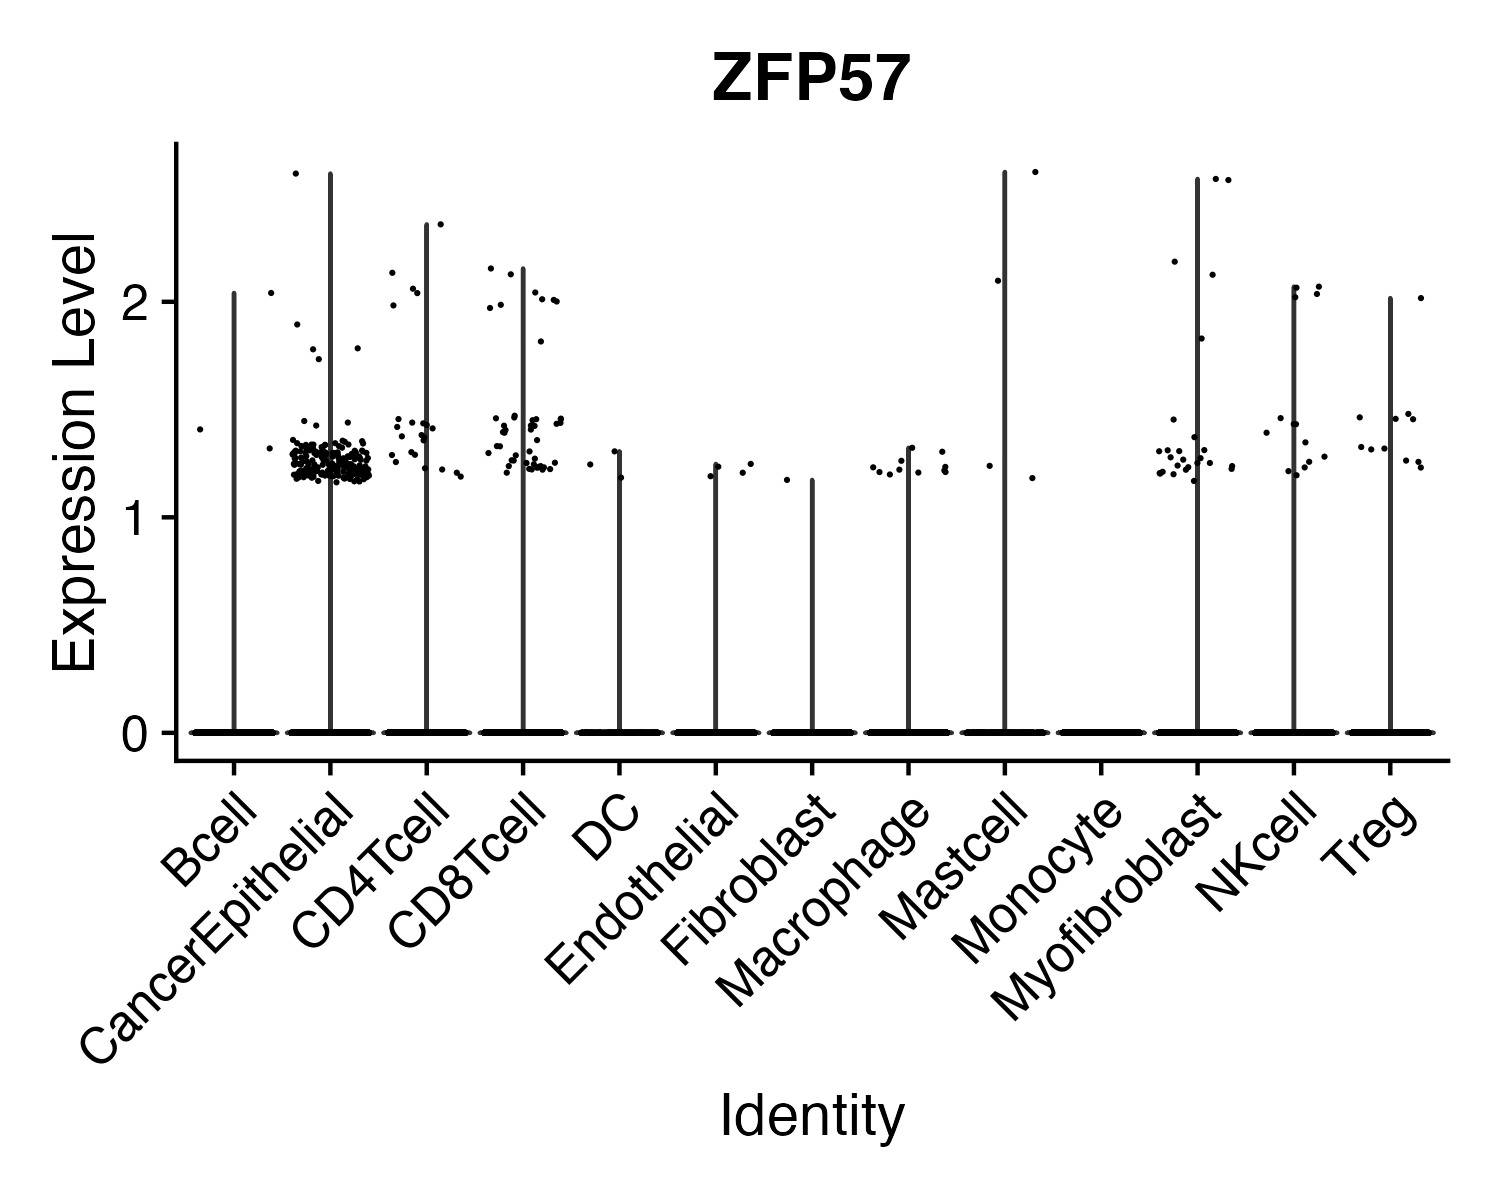 ZFP57
Expression Level
2
1
0
Bcell
CancerEpithelial
CD4Tcell
CD8Tcell
DC
Endothelial
Fibroblast
Macrophage
Mastcell
Monocyte
Myofibroblast
NKcell
Treg
Identity